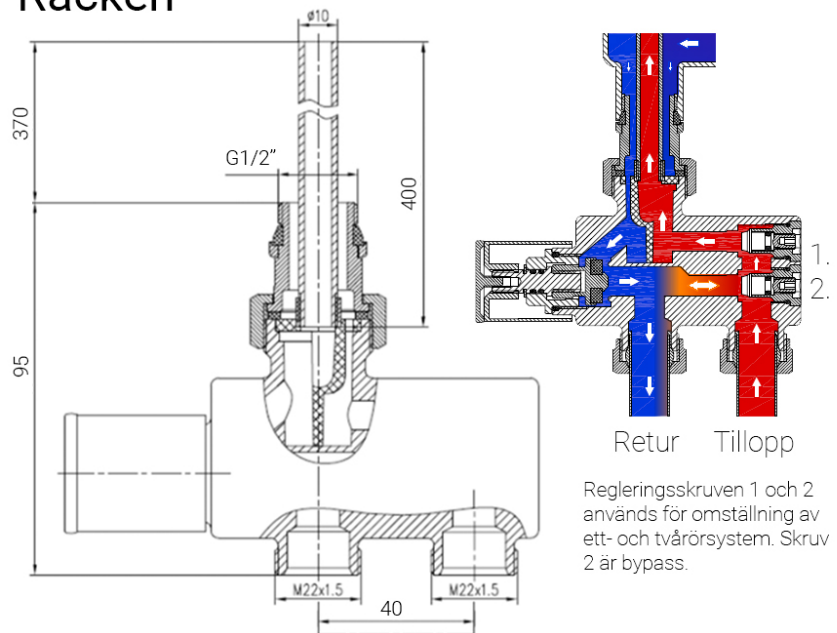 Räcken
ø10
370
G1/2”
400
95
M22x1.5
M22x1.5
40
1.
2.
Retur Tillopp
Regleringsskruven 1 och 2
används för omställning av
ett- och tvårörsystem. Skruv
2 är bypass.